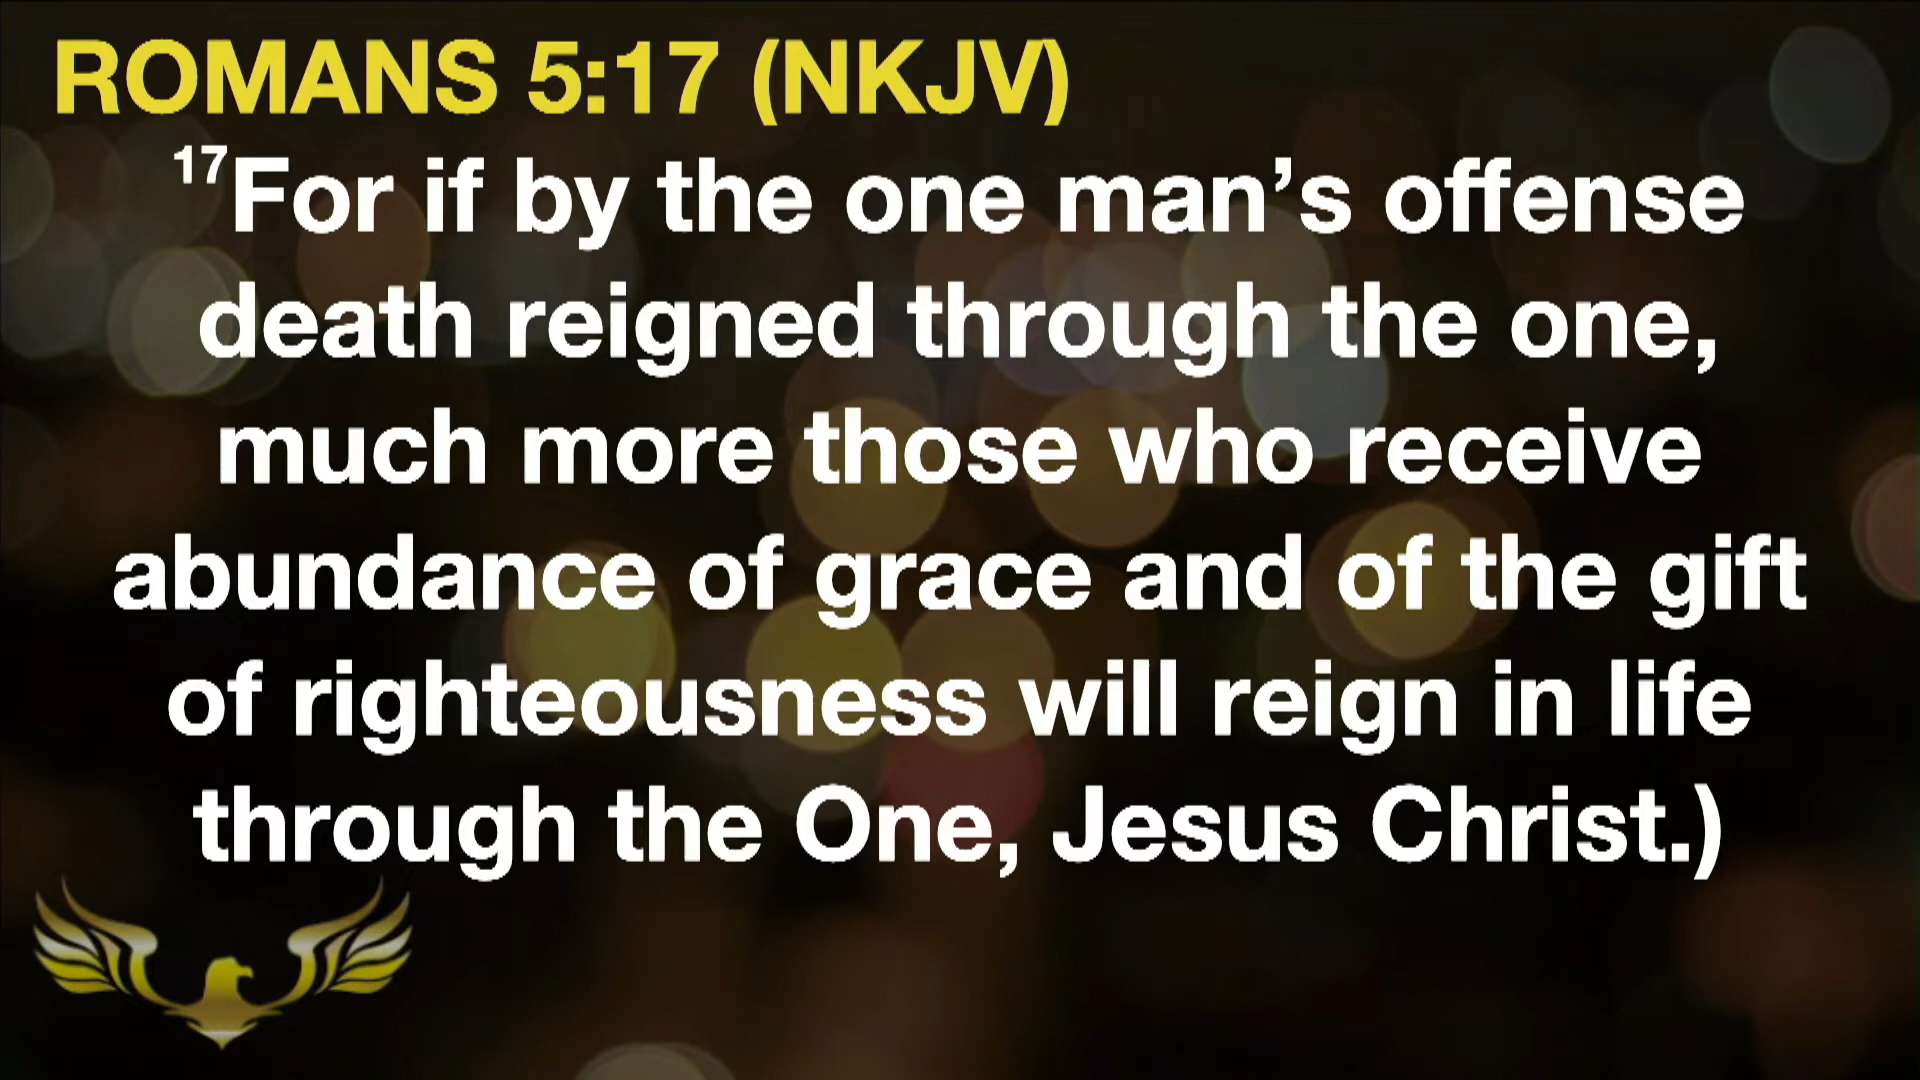 ROMANS 5:17 (NKJV)
17For if by the one man’s offense
death reigned through the one,
much more those who receive
abundance of grace and of the gift
of righteousness will reign in life
through the One, Jesus Christ.)